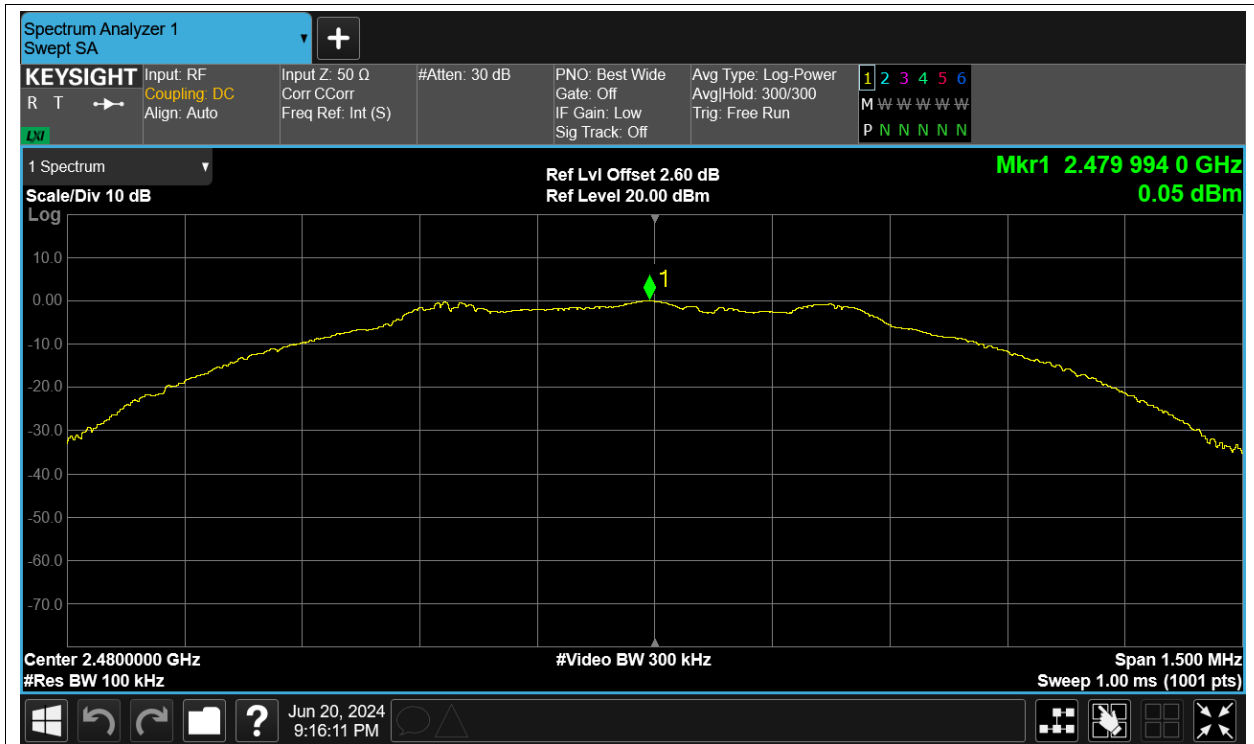 Spectrum Analyzer 1
Swept SA
KEYSIGHT
R T
LXI
Input: RF
Coupling: DC
Align: Auto
Input Z: 50 Ω
Corr CCorr
Freq Ref: Int (S)
#Atten: 30 dB
PNO: Best Wide
Gate: Off
IF Gain: Low
Sig Track: Off
Avg Type: Log-Power
Avg|Hold: 300/300
Trig: Free Run
1 2 3 4 5 6
M W W W W W
P N N N N N
1 Spectrum
Scale/Div 10 dB
Log
Ref Lvl Offset 2.60 dB
Ref Level 20.00 dBm
Mkr1 2.479 994 0 GHz
0.05 dBm
1
10.0
0.00
-10.0
-20.0
-30.0
-40.0
-50.0
-60.0
-70.0
Center 2.4800000 GHz
#Res BW 100 kHz
#Video BW 300 kHz
Span 1.500 MHz
Sweep 1.00 ms (1001 pts)
?
Jun 20, 2024
9:16:11 PM